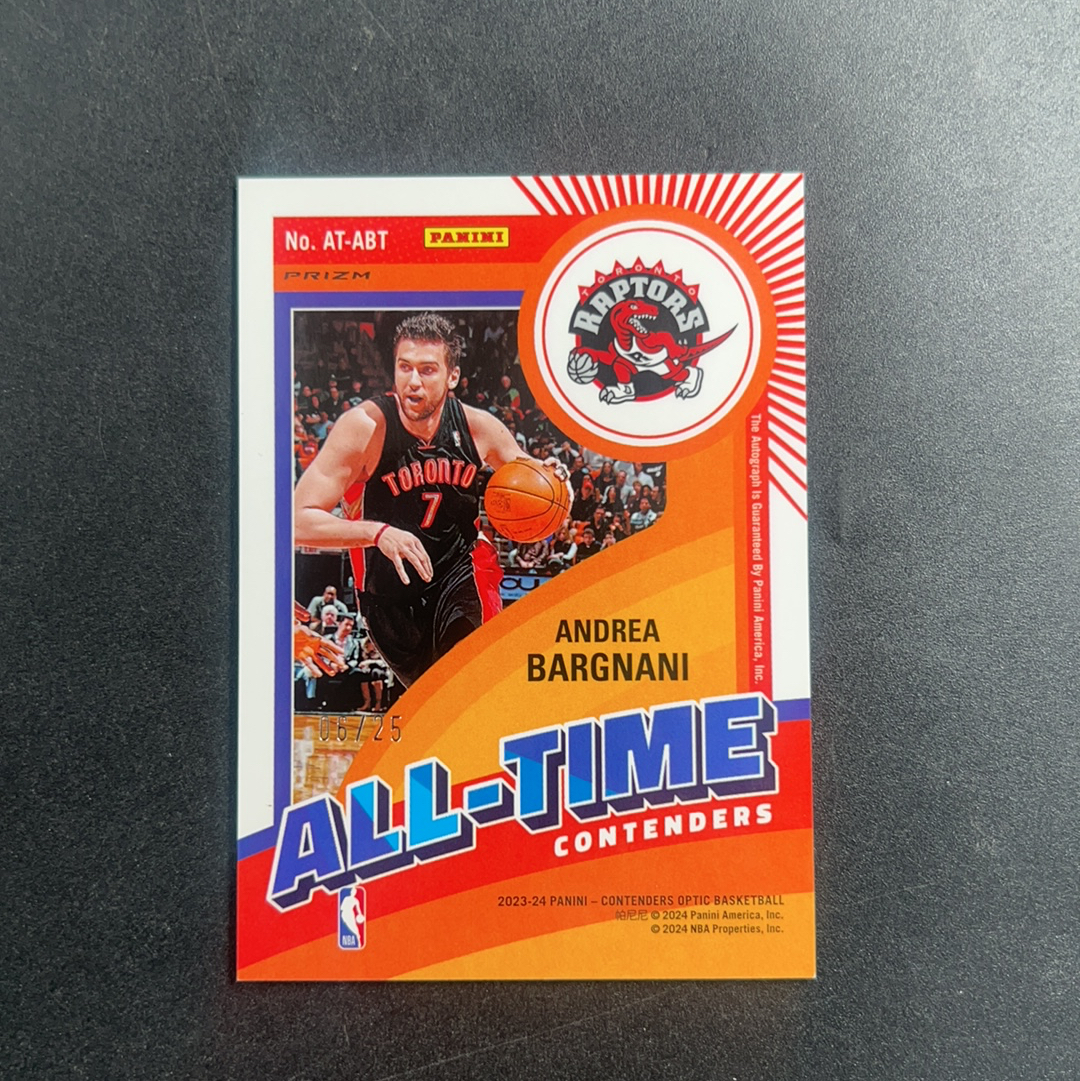 No. AT-ABT
PANINI
PRIZM
TORONTO
RAPTORS
TORONTO
7
The Autograph Is Guaranteed By Panini America, Inc.
ANDREA
BARGNANI
06/25
ALL-TIME
CONTENDERS
2023-24 PANINI – CONTENDERS OPTIC BASKETBALL
帕尼尼 © 2024 Panini America, Inc.
© 2024 NBA Properties, Inc.
NBA